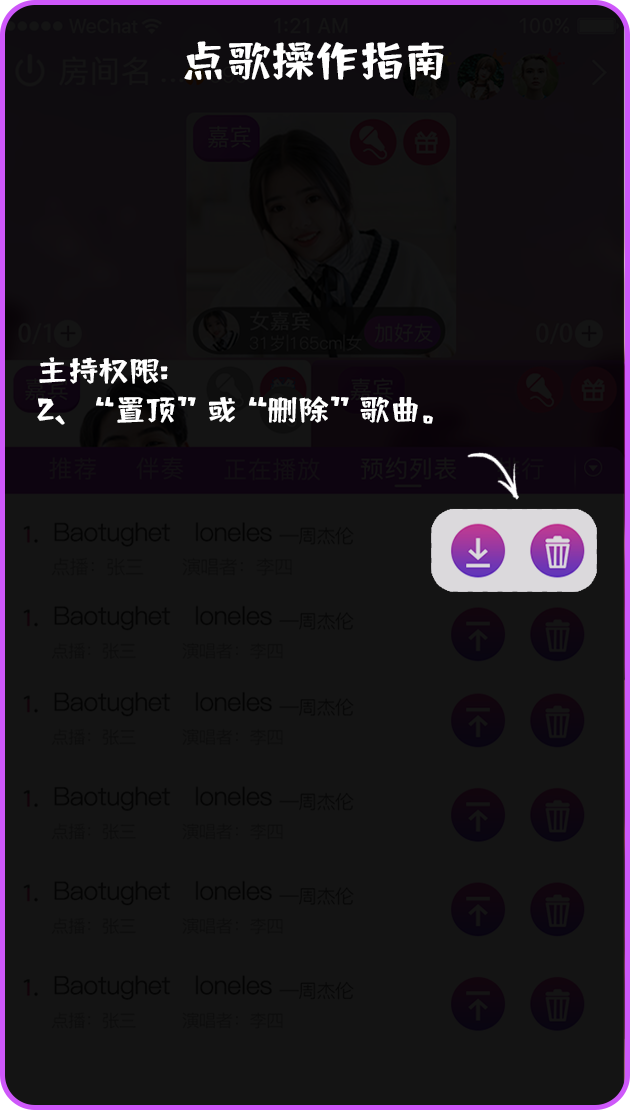 WeChat 1:21 AM 100%
房间名 ...
点歌操作指南
嘉宾
女嘉宾
31岁|165cm|女
加好友
0/1
0/0
主持权限:
2、“置顶”或“删除”歌曲。
嘉宾
嘉宾
推荐 伴奏 正在播放 预约列表 排行
1. Baotughet loneles —周杰伦
点播：张三 演唱者：李四
1. Baotughet loneles —周杰伦
点播：张三 演唱者：李四
1. Baotughet loneles —周杰伦
点播：张三 演唱者：李四
1. Baotughet loneles —周杰伦
点播：张三 演唱者：李四
1. Baotughet loneles —周杰伦
点播：张三 演唱者：李四
1. Baotughet loneles —周杰伦
点播：张三 演唱者：李四